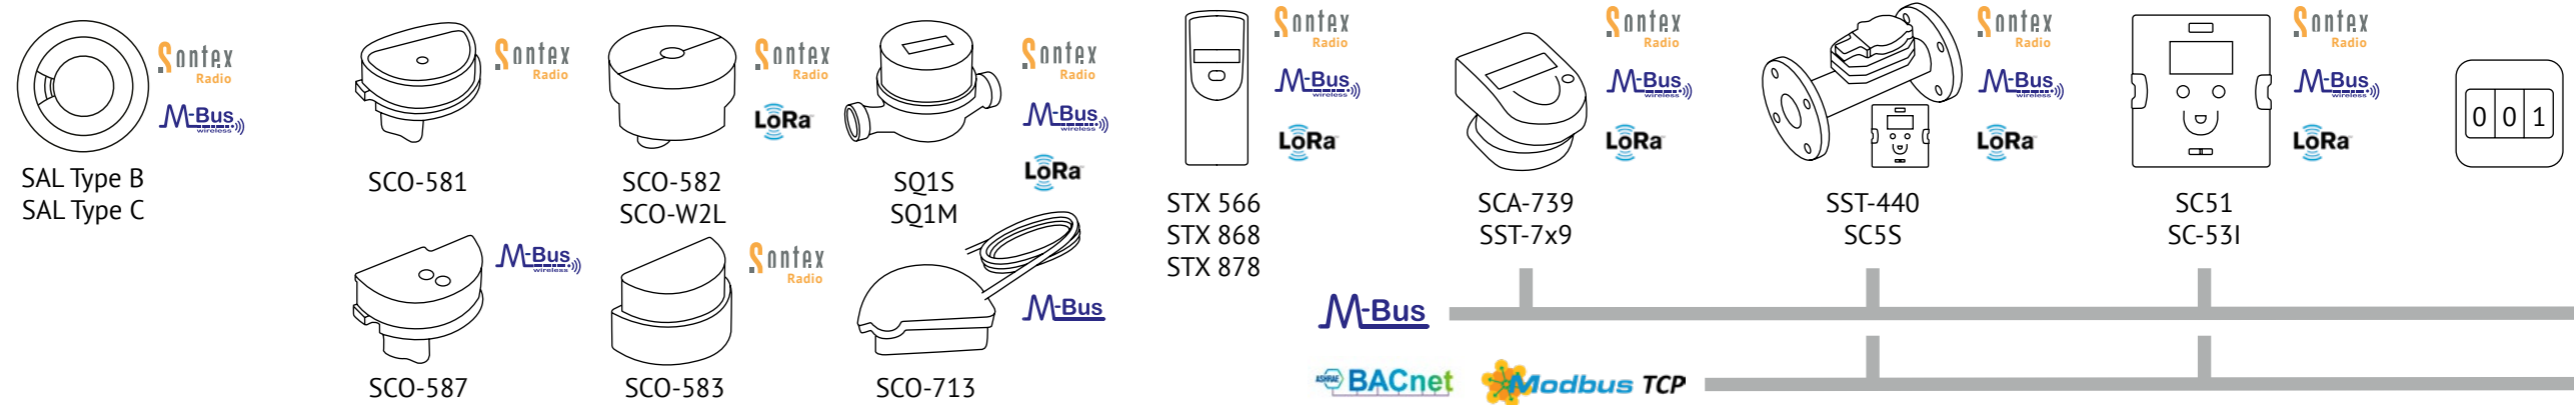 Sontex
Radio
M-Bus
wireless
SAL Type B
SAL Type C
Sontex
Radio
SCO-581
Sontex
Radio
LoRa
SCO-582
SCO-W2L
Sontex
Radio
M-Bus
wireless
LoRa
SQ1S
SQ1M
M-Bus
wireless
SCO-587
Sontex
Radio
SCO-583
M-Bus
SCO-713
Sontex
Radio
M-Bus
wireless
LoRa
STX 566
STX 868
STX 878
Sontex
Radio
M-Bus
wireless
LoRa
SCA-739
SST-7x9
Sontex
Radio
M-Bus
wireless
LoRa
SST-440
SC5S
Sontex
Radio
M-Bus
wireless
LoRa
SC51
SC-53I
0 0 1
M-Bus
ASHRAE BACnet
Modbus TCP